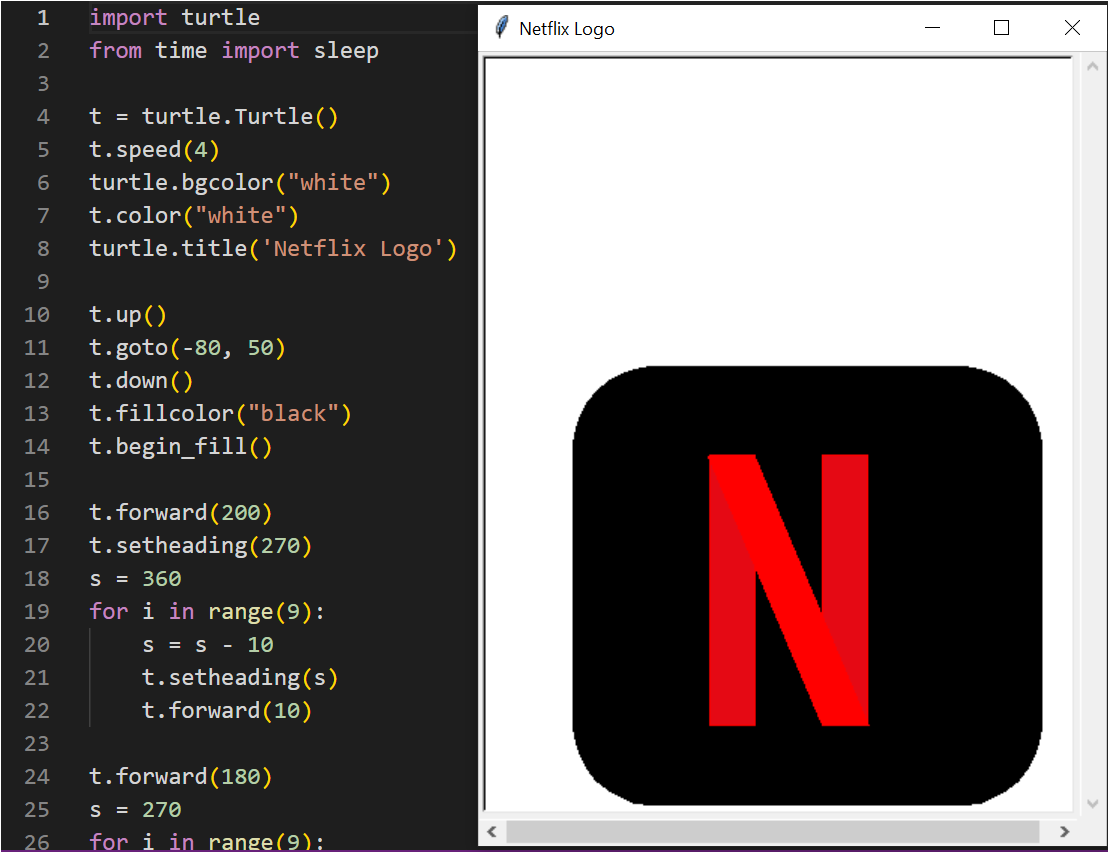 1 import turtle
2 from time import sleep
3
4 t = turtle.Turtle()
5 t.speed(4)
6 turtle.bgcolor("white")
7 t.color("white")
8 turtle.title('Netflix Logo')
9
10 t.up()
11 t.goto(-80, 50)
12 t.down()
13 t.fillcolor("black")
14 t.begin_fill()
15
16 t.forward(200)
17 t.setheading(270)
18 s = 360
19 for i in range(9):
20     s = s - 10
21     t.setheading(s)
22     t.forward(10)
23
24 t.forward(180)
25 s = 270
26 for i in range(9):
Netflix Logo
N